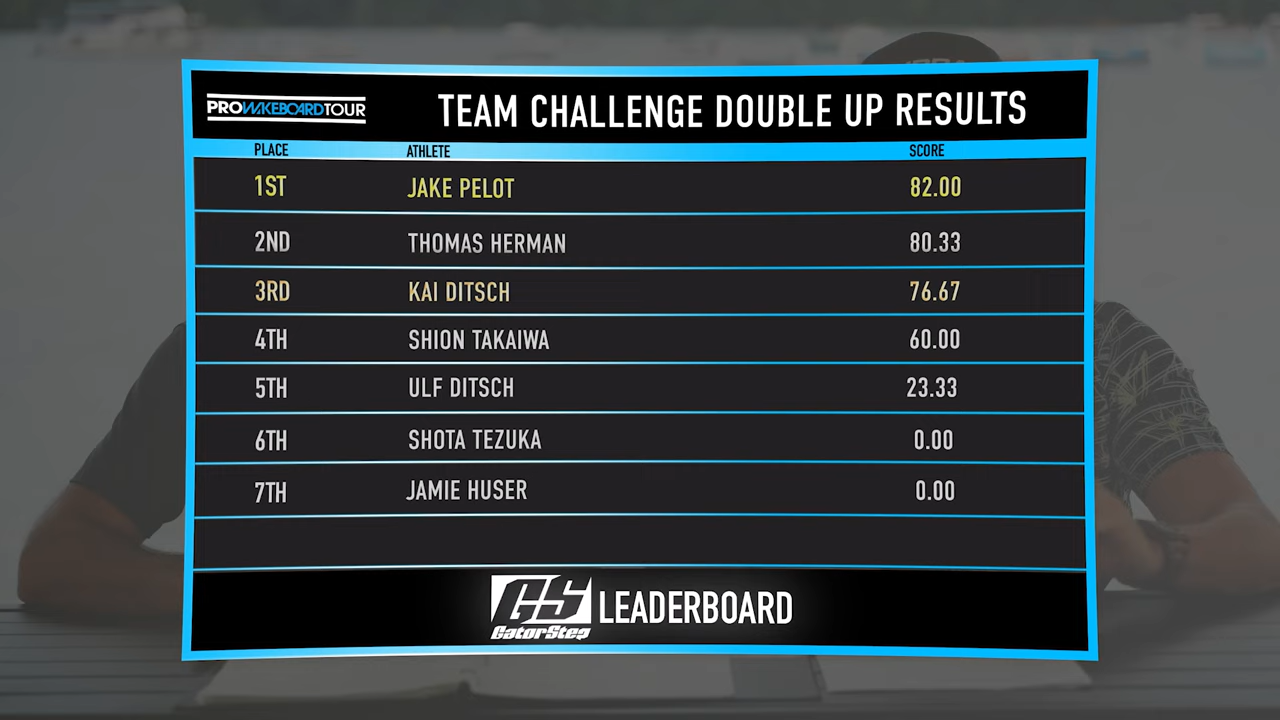 PROWAKEBOARDTOUR
TEAM CHALLENGE DOUBLE UP RESULTS
PLACE ATHLETE SCORE
1ST JAKE PELOT 82.00
2ND THOMAS HERMAN 80.33
3RD KAI DITSCH 76.67
4TH SHION TAKAIWA 60.00
5TH ULF DITSCH 23.33
6TH SHOTA TEZUKA 0.00
7TH JAMIE HUSER 0.00
GS LEADERBOARD
GatorStep